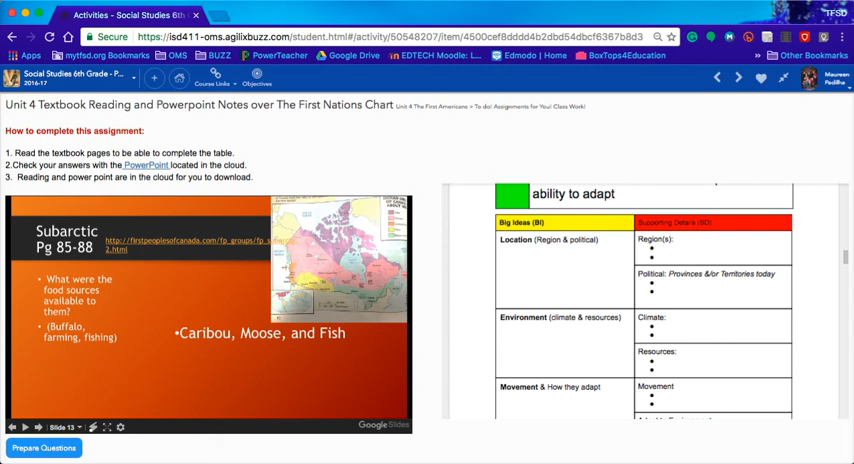 Activities - Social Studies 6th
TFSD
Secure https://isd411-oms.agilixbuzz.com/student.html#/activity/50548207/item/4500cef8dddd4b2dbd54dbcf6367b8d3
Apps mytfsd.org Bookmarks OMS BUZZ PowerTeacher Google Drive EDTECH Moodle: L... Edmodo | Home BoxTops4Education » Other Bookmarks
Social Studies 6th Grade - P...
2016-17
Course Links
Objectives
Maureen
Padilha
Unit 4 Textbook Reading and Powerpoint Notes over The First Nations Chart Unit 4 The First Americans > To do! Assignments for You! Class Work!
How to complete this assignment:
1. Read the textbook pages to be able to complete the table.
2.Check your answers with the PowerPoint located in the cloud.
3. Reading and power point are in the cloud for you to download.
Subarctic
Pg 85-88
2.html
• What were the
food sources
available to
them?
• (Buffalo,
farming, fishing)
•Caribou, Moose, and Fish
Slide 13
Google Slides
Prepare Questions
ability to adapt
Big Ideas (BI)
Supporting Details (SD)
Location (Region & political)
Region(s):
Political: Provinces &/or Territories today
Environment (climate & resources)
Climate:
Resources:
Movement & How they adapt
Movement